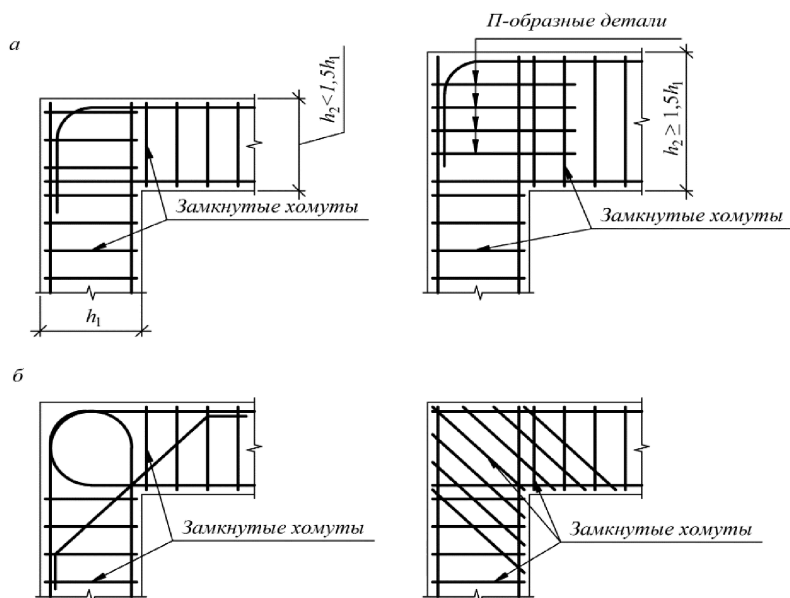 а
h₂<1,5h₁
Замкнутые хомуты
h₁
П-образные детали
h₂ ≥ 1,5h₁
Замкнутые хомуты
б
Замкнутые хомуты
Замкнутые хомуты